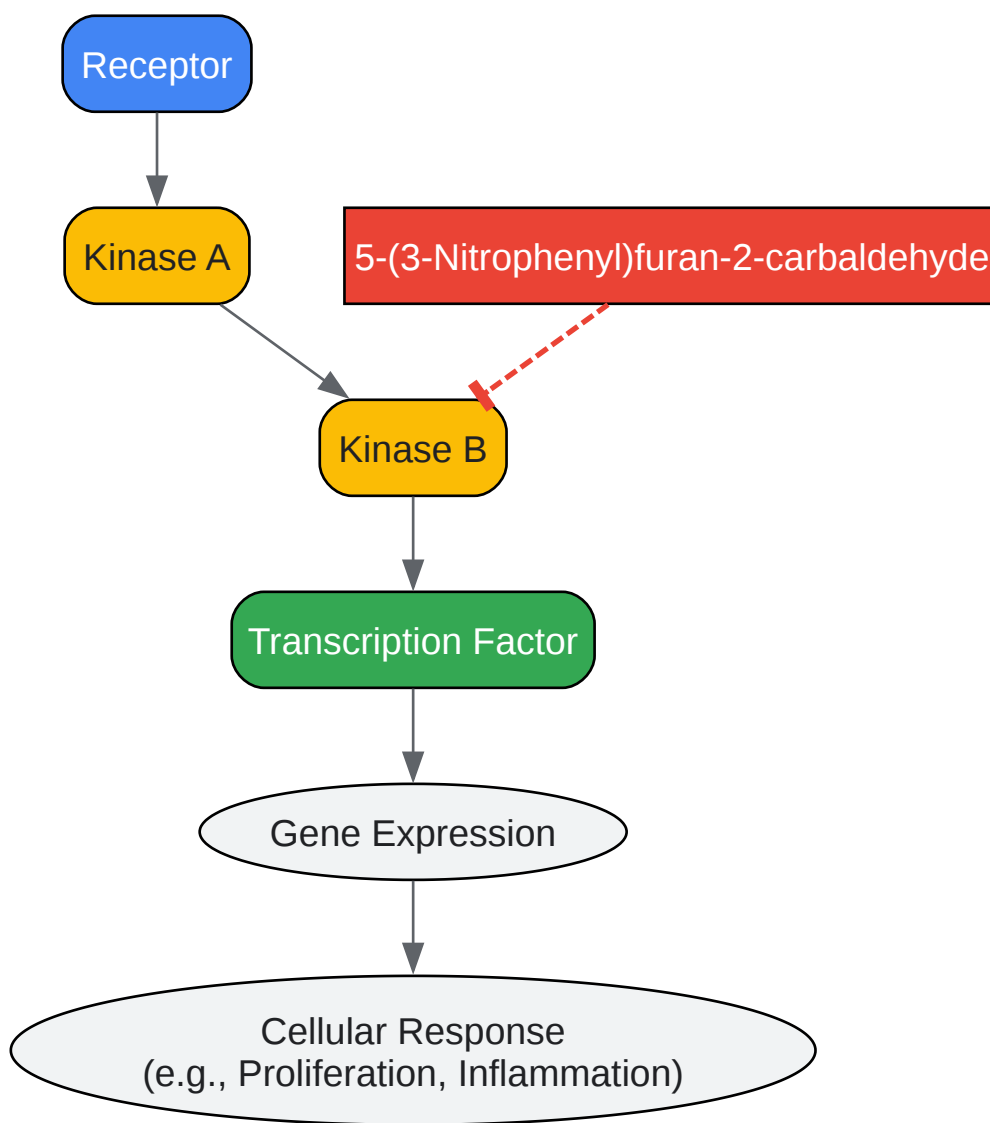 Receptor
Kinase A
5-(3-Nitrophenyl)furan-2-carbaldehyde
Kinase B
Transcription Factor
Gene Expression
Cellular Response
(e.g., Proliferation, Inflammation)